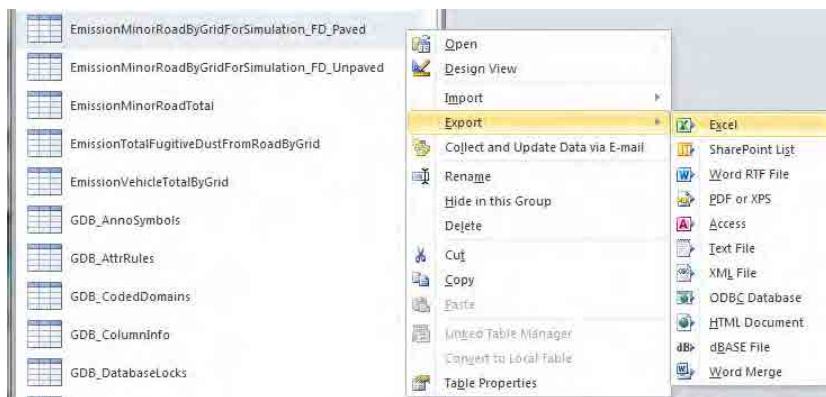 EmissionMinorRoadByGridForSimulation_FD_Paved
EmissionMinorRoadByGridForSimulation_FD_Unpaved
EmissionMinorRoadTotal
EmissionTotalFugitiveDustFromRoadByGrid
EmissionVehicleTotalByGrid
GDB_AnnoSymbols
GDB_AttrRules
GDB_CodedDomains
GDB_ColumnInfo
GDB_DatabaseLocks
Open
Design View
Import
Export
Collect and Update Data via E-mail
Rename
Hide in this Group
Delete
Cut
Copy
Paste
Linked Table Manager
Convert to Local Table
Table Properties
Excel
SharePoint List
Word RTF File
PDF or XPS
Access
Text File
XML File
ODBC Database
HTML Document
dB
dBASE File
Word Merge